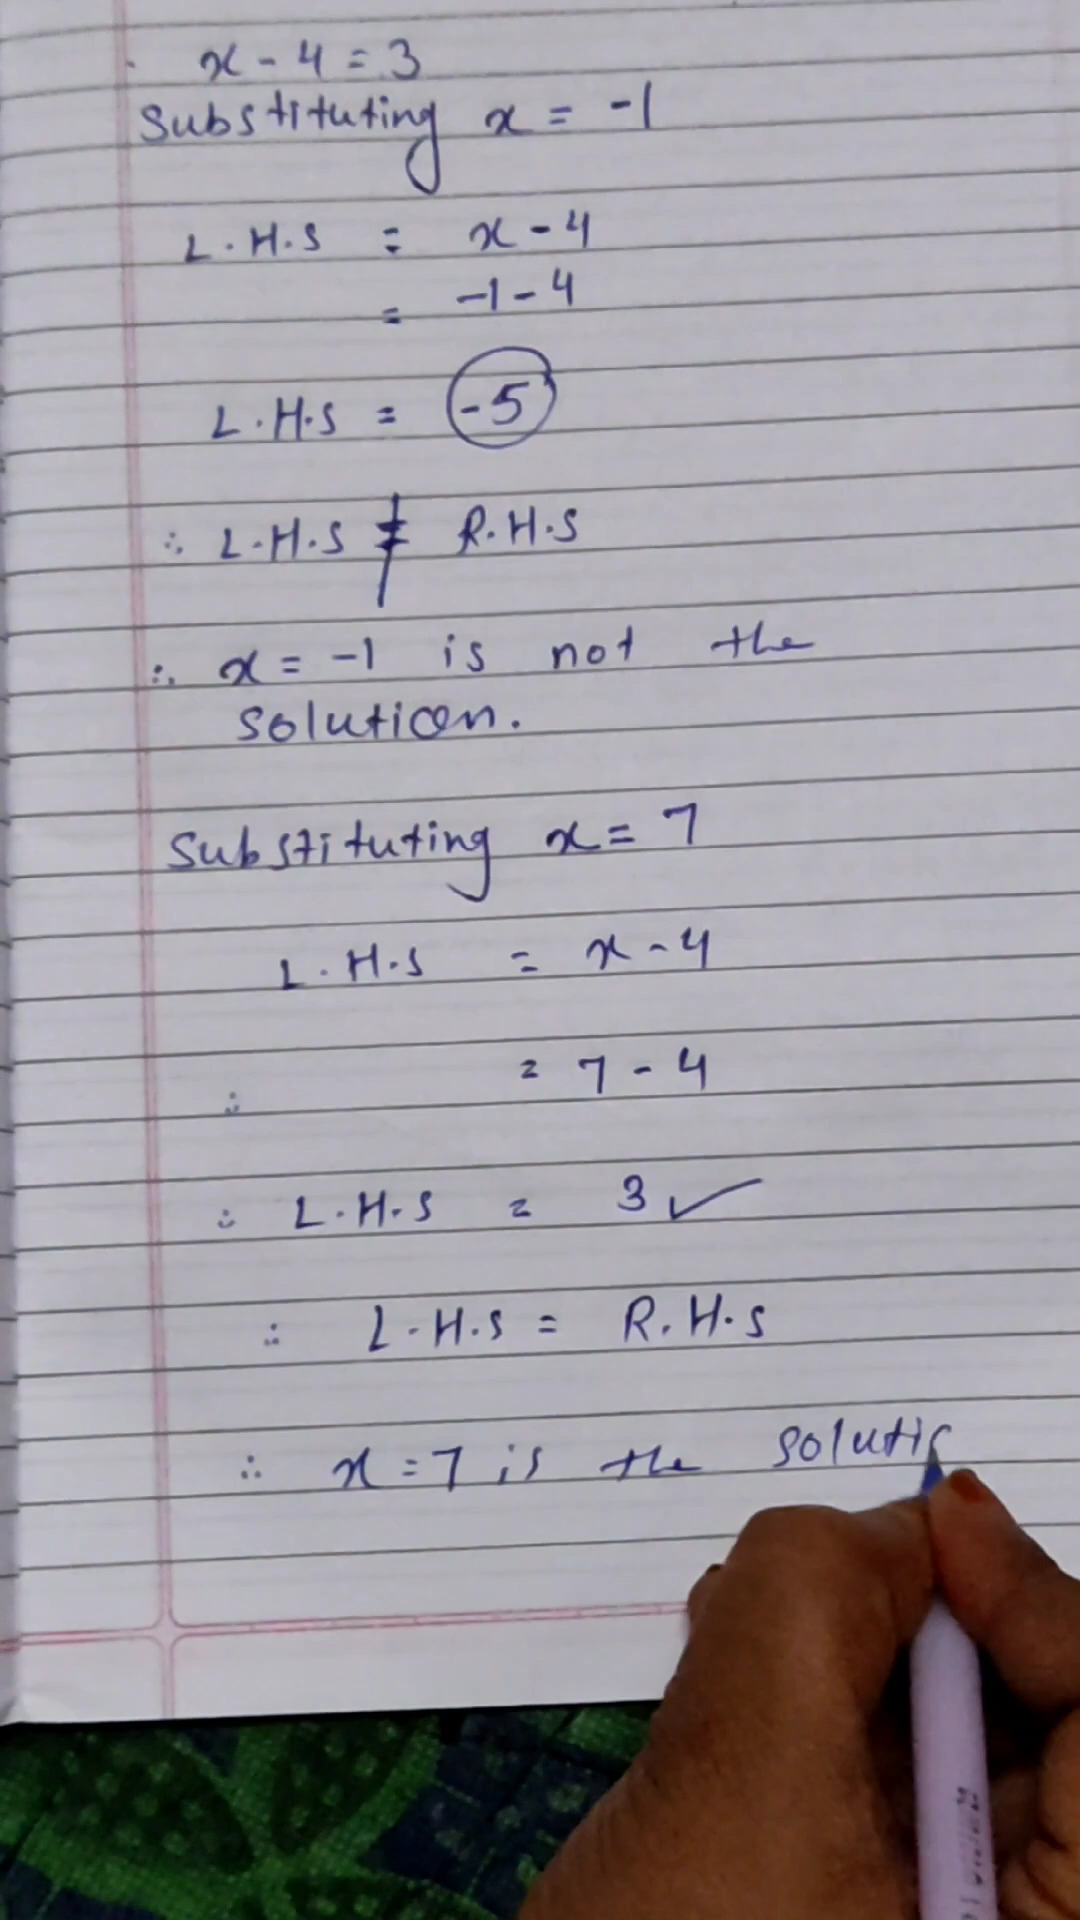 x - 4 = 3
Substituting x = -1
L.H.S = x - 4
= -1 - 4
L.H.S = -5
∴ L.H.S ≠ R.H.S
∴ x = -1 is not the
solution.
Substituting x = 7
L.H.S = x - 4
= 7 - 4
∴
∴ L.H.S = 3 ✓
∴ L.H.S = R.H.S
∴ x = 7 is the solutio